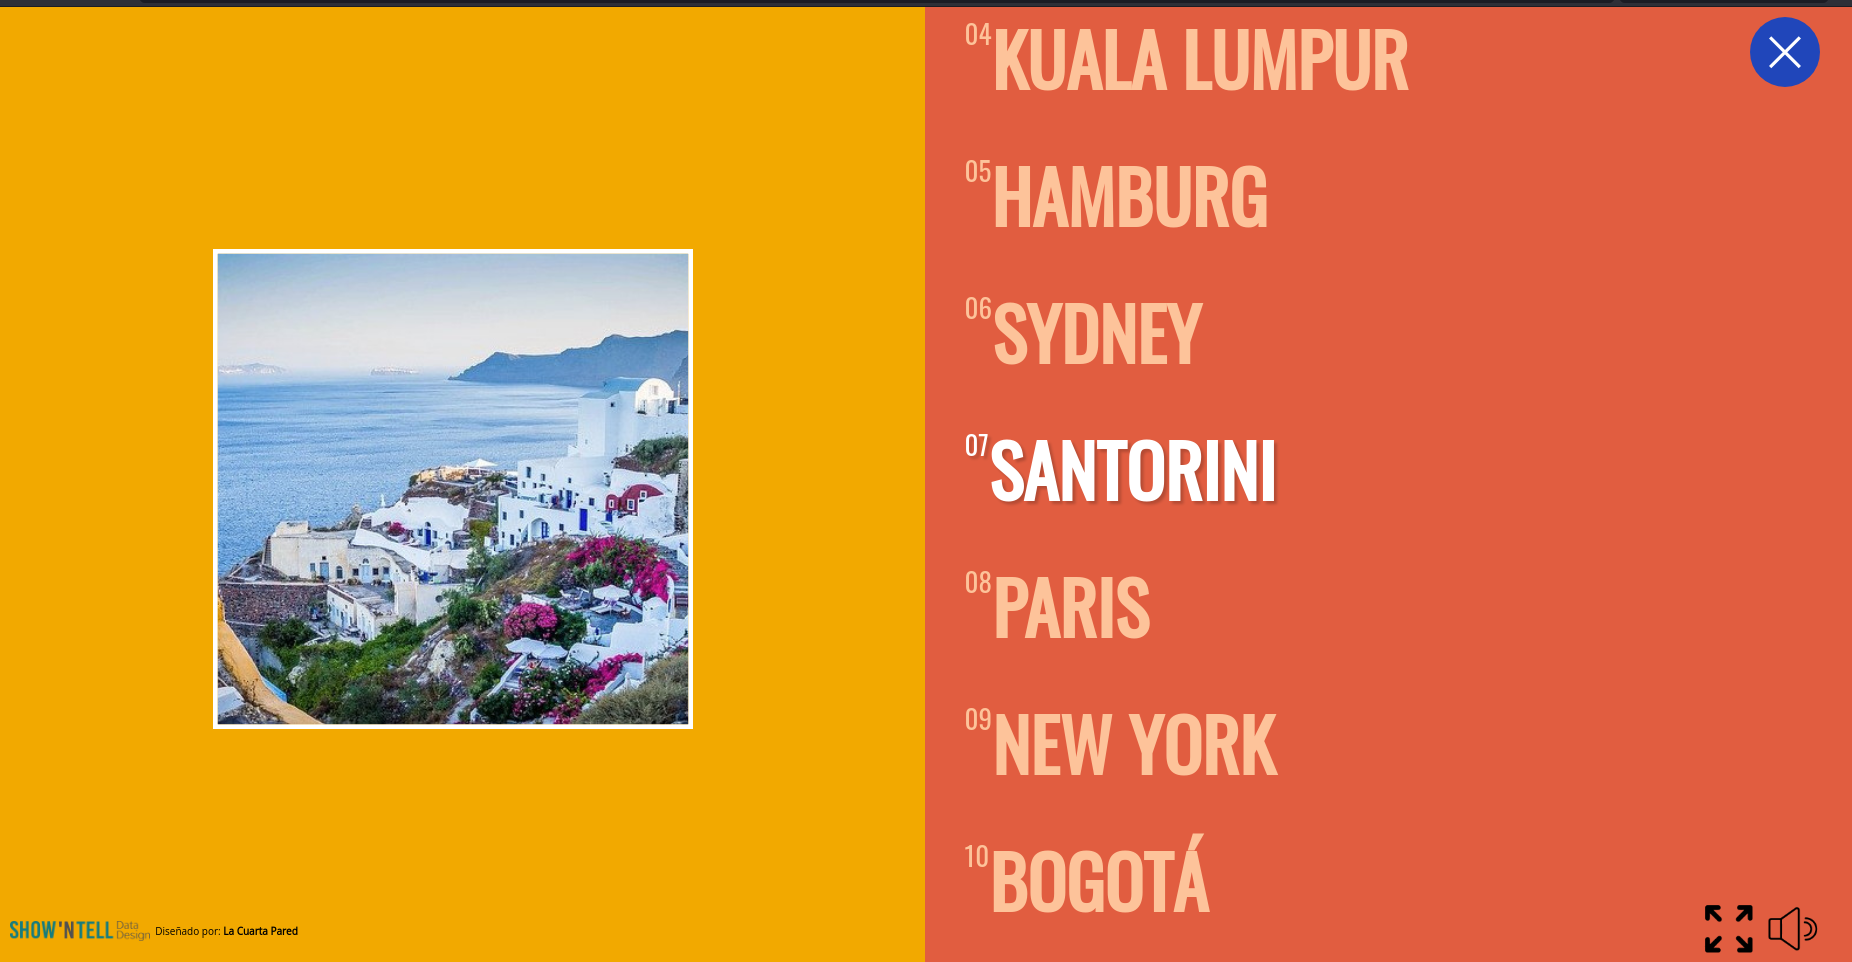 04 KUALA LUMPUR
05 HAMBURG
06 SYDNEY
07 SANTORINI
08 PARIS
09 NEW YORK
10 BOGOTÁ
SHOW'NTELL Data Design Diseñado por: La Cuarta Pared